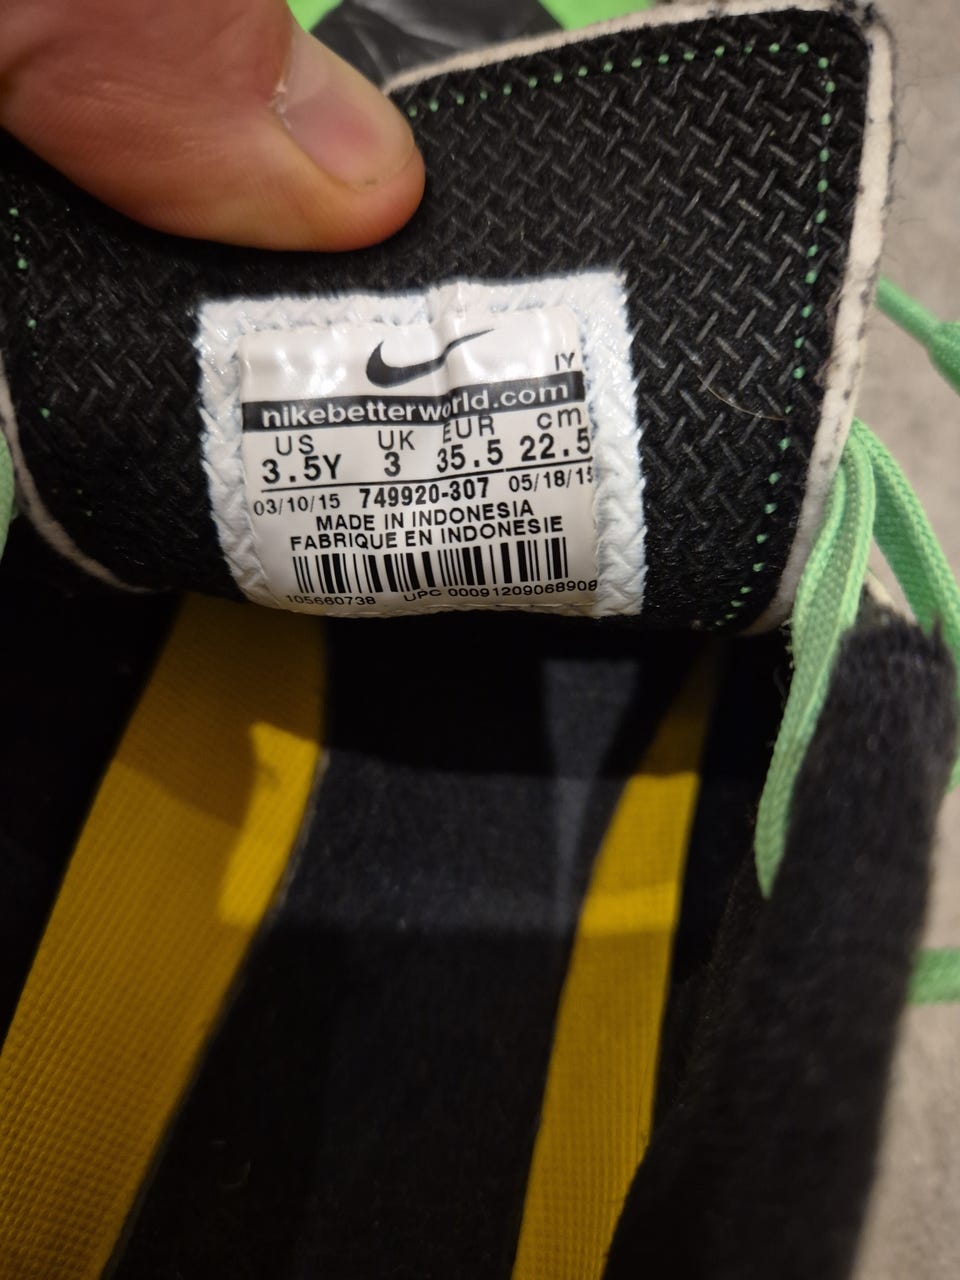 IY
nikebetterworld.com
US UK EUR cm
3.5Y 3 35.5 22.5
03/10/15 749920-307 05/18/15
MADE IN INDONESIA
FABRIQUE EN INDONESIE
105660738 UPC 00091209068908